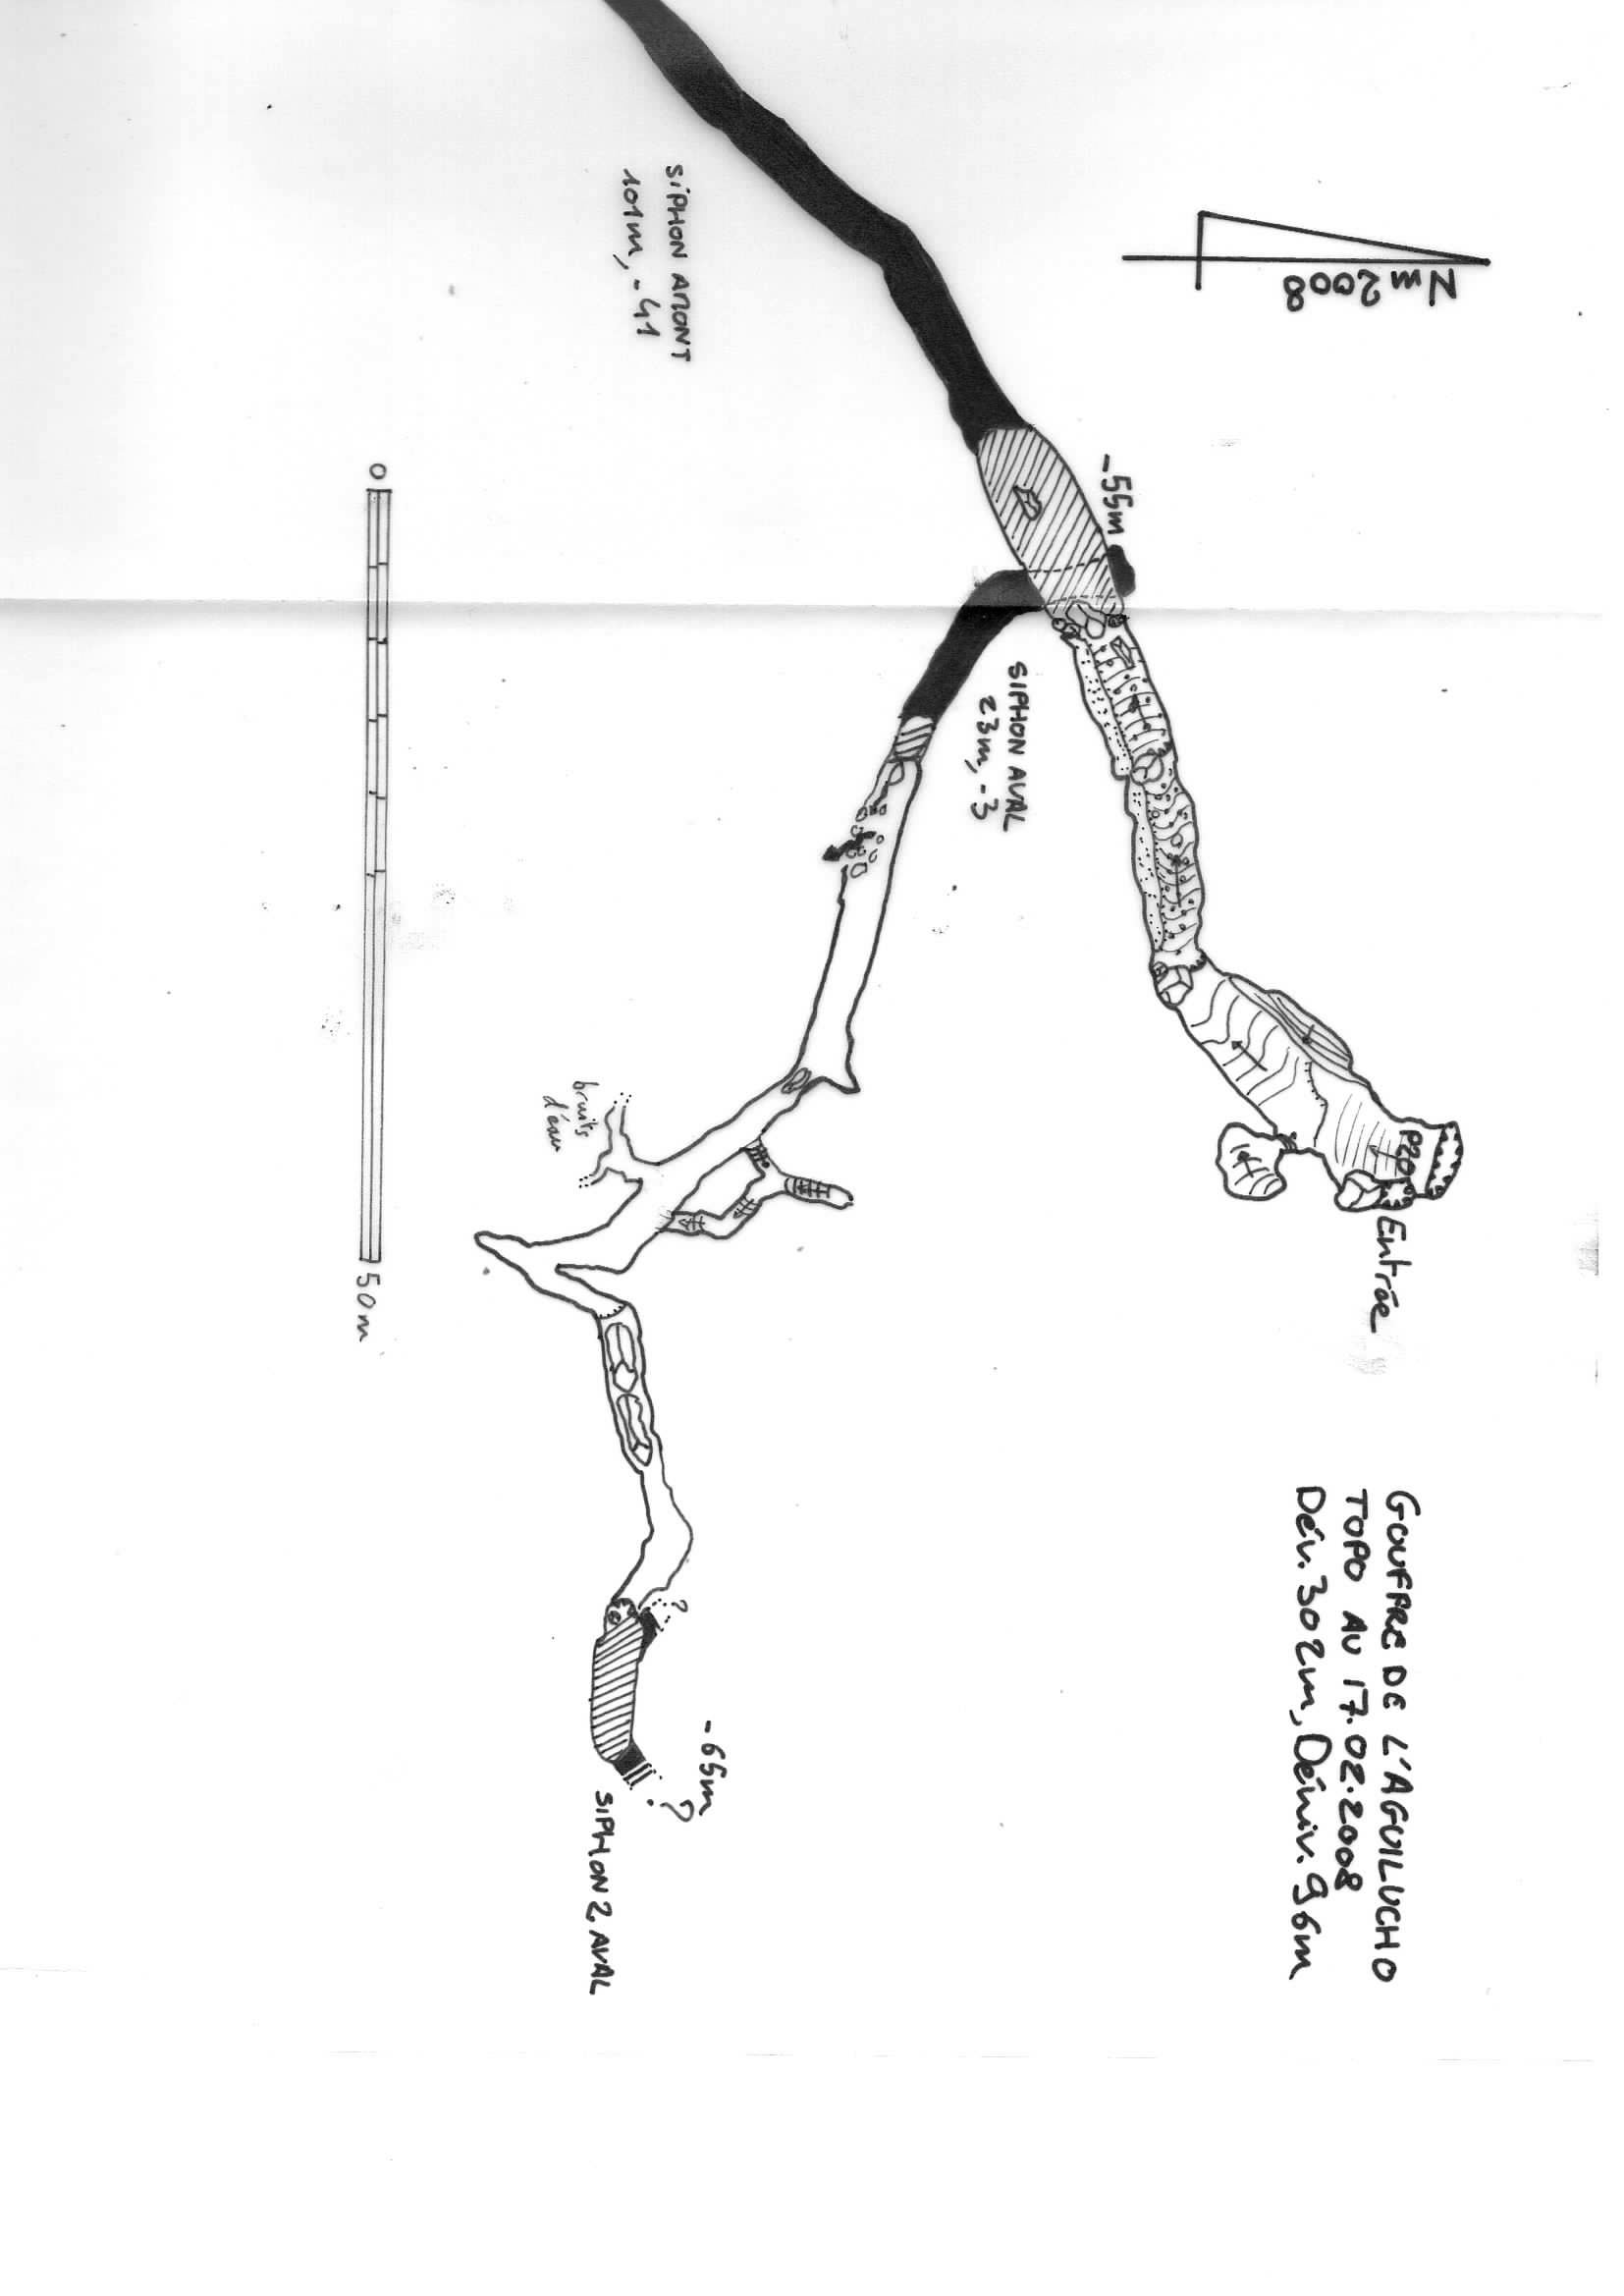 GOUFFRE DE L'AGUILUCHO
TOPO AU 17.02.2008
Dév. 302m, Déniv. 96m
Nm 2008
Entrée
P20
-55m
SIPHON AMONT
101m, -41
SIPHON AVAL
23m, -3
bruits
d'eau
?
-65m
?
SIPHON 2 AVAL
0
50m